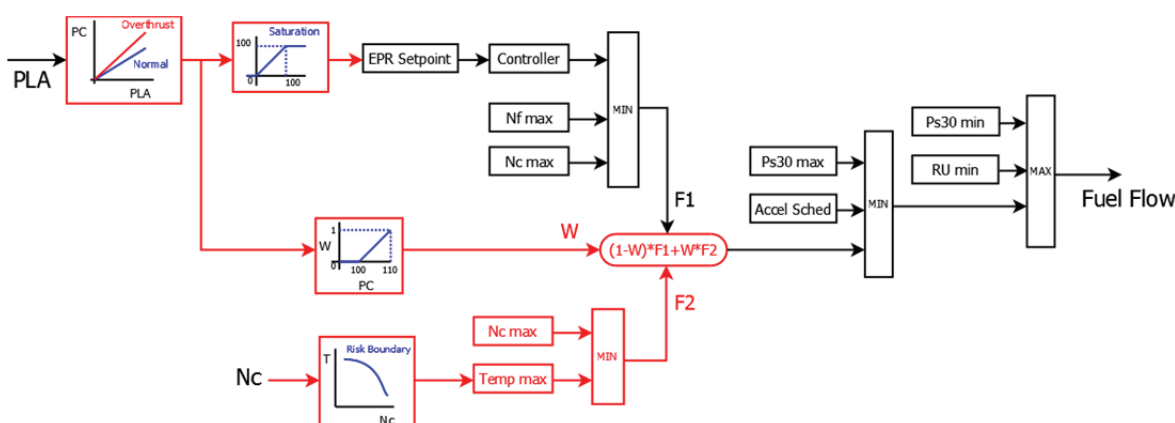 PC
Overthrust
Normal
PLA
PLA
Saturation
100
0
100
EPR Setpoint
Controller
Nf max
Nc max
MIN
F1
W
1
W
0
100
110
PC
(1-W)*F1+W*F2
F2
Nc
Risk Boundary
T
Nc
Nc max
Temp max
MIN
Ps30 max
Accel Sched
MIN
Ps30 min
RU min
MAX
Fuel Flow